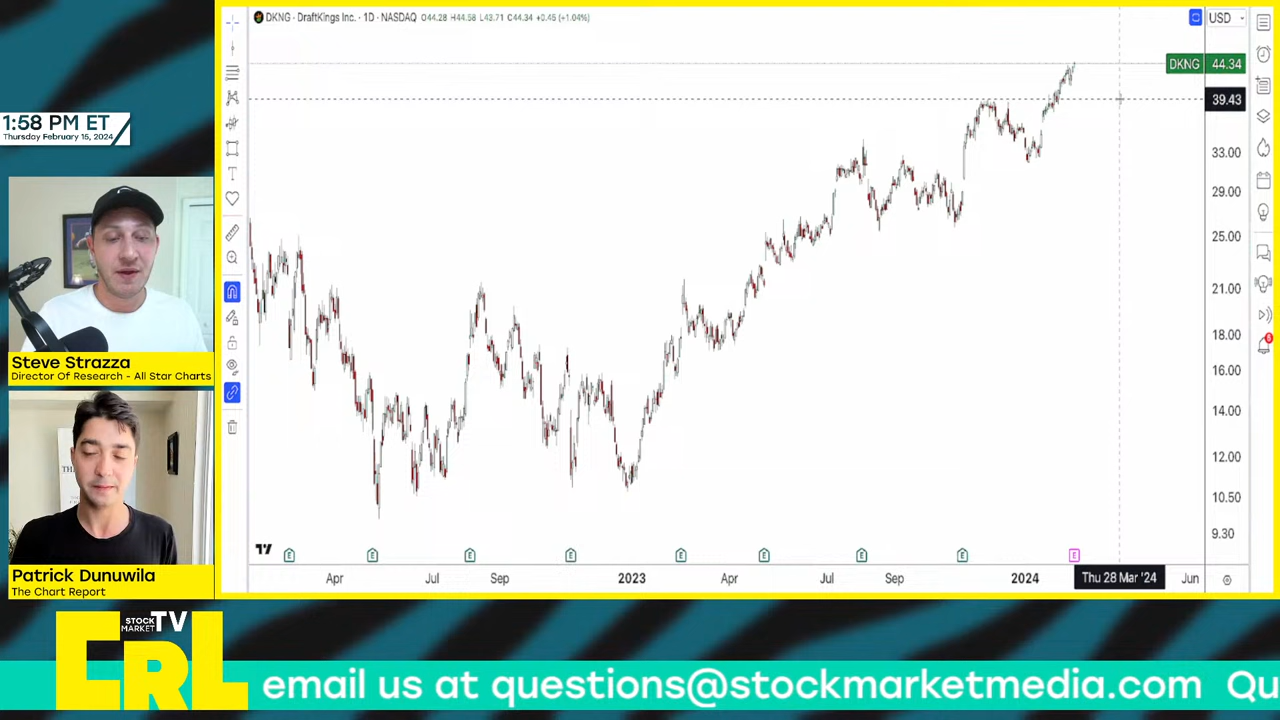 DKNG · DraftKings Inc. · 1D · NASDAQ O44.28 H44.58 L43.71 C44.34 +0.45 (+1.04%)
USD
DKNG 44.34
39.43
33.00
29.00
25.00
21.00
18.00
16.00
14.00
12.00
10.50
9.30
E E E E E E E E E
Apr Jul Sep 2023 Apr Jul Sep 2024 Thu 28 Mar '24 Jun
1:58 PM ET
Thursday February 15, 2024
Steve Strazza
Director Of Research - All Star Charts
Patrick Dunuwila
The Chart Report
STOCK
MARKET TV
ERL
email us at questions@stockmarketmedia.com Qu